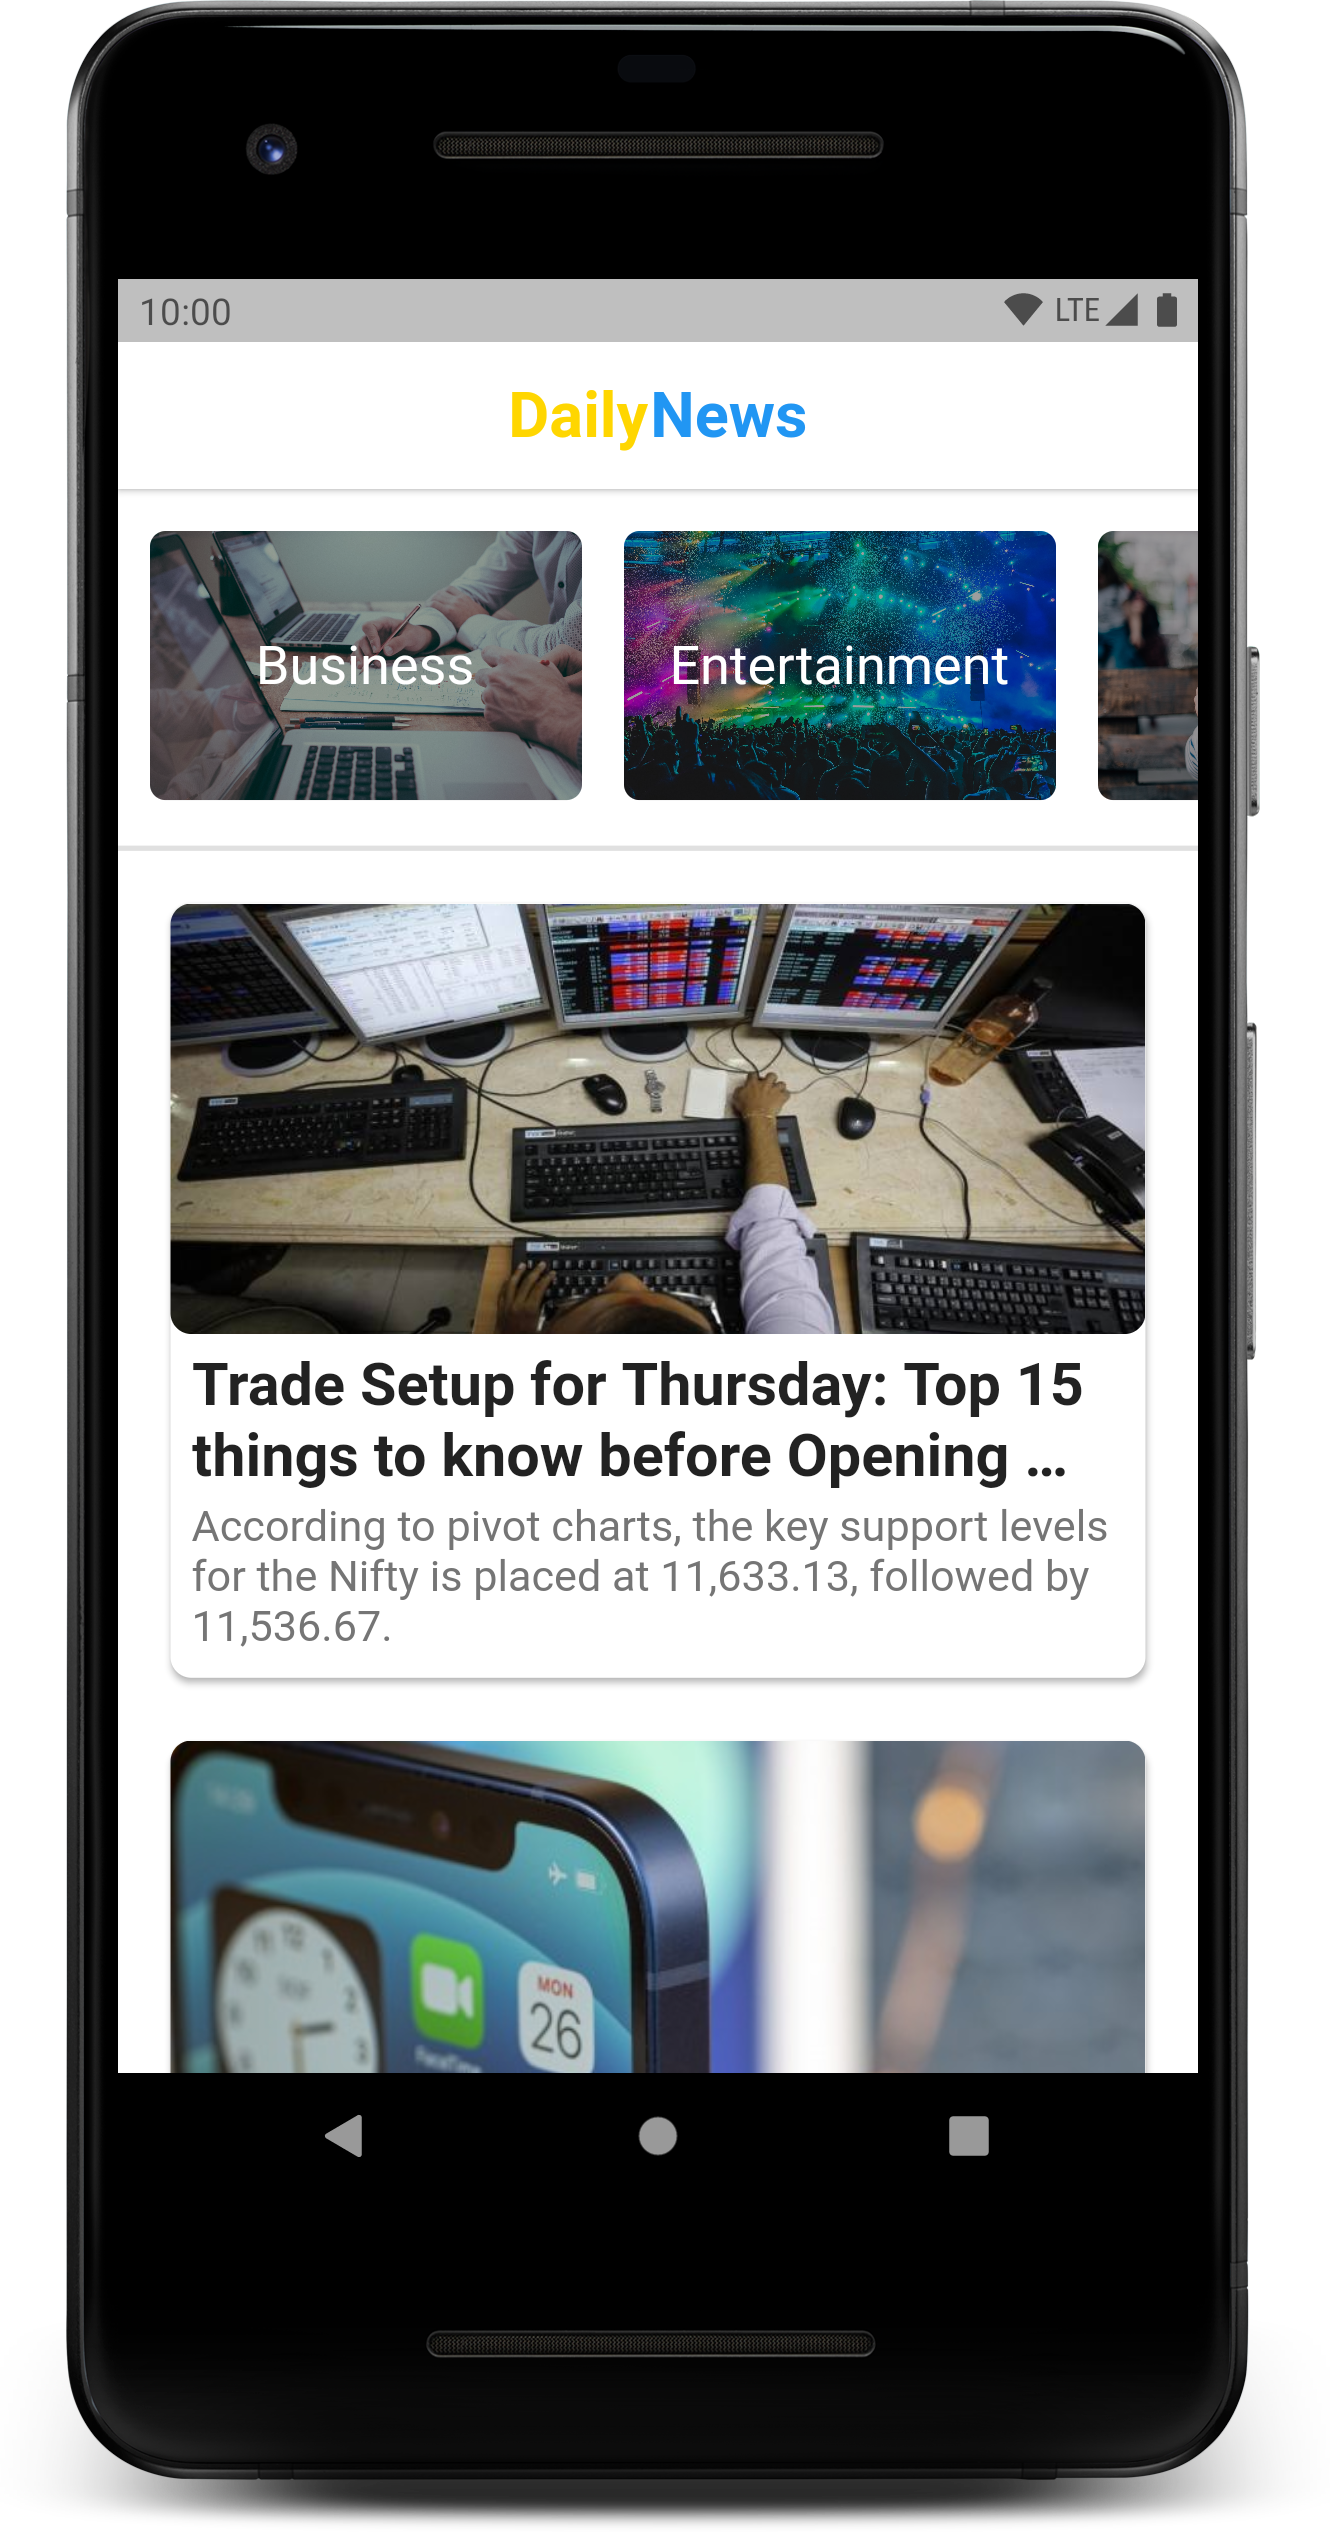 10:00 LTE
DailyNews
Business
Entertainment
Trade Setup for Thursday: Top 15
things to know before Opening ...
According to pivot charts, the key support levels
for the Nifty is placed at 11,633.13, followed by
11,536.67.
MON
26
FaceTime
12